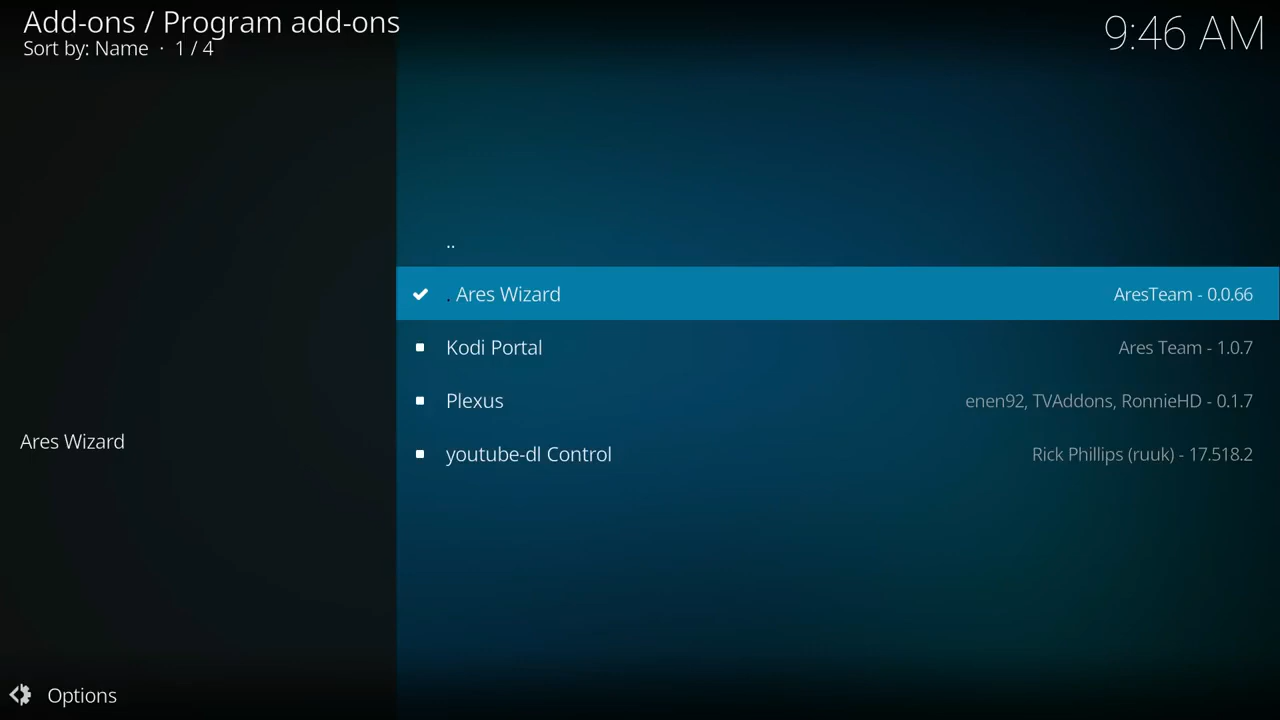 Add-ons / Program add-ons
Sort by: Name · 1 / 4
9:46 AM
..
. Ares Wizard AresTeam - 0.0.66
Kodi Portal Ares Team - 1.0.7
Plexus enen92, TVAddons, RonnieHD - 0.1.7
youtube-dl Control Rick Phillips (ruuk) - 17.518.2
Ares Wizard
Options